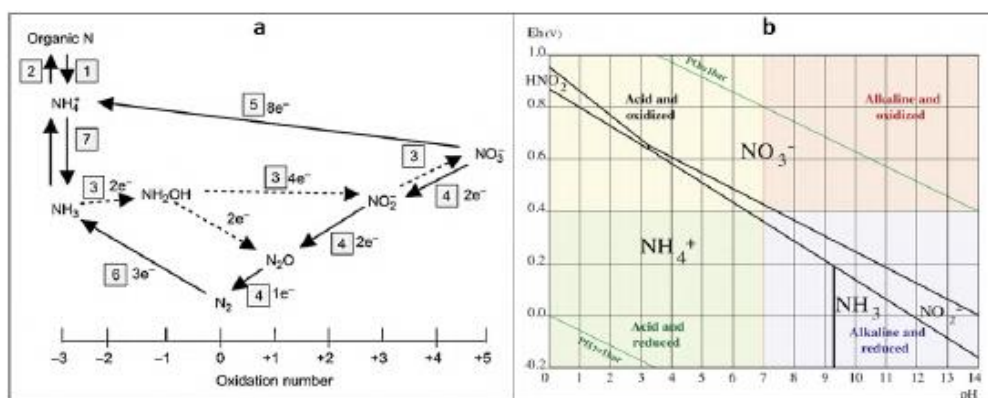 a
Organic N
2 1
NH₄⁺
5 8e⁻
7
3 NO₃⁻
3 2e⁻ NH₂OH 3 4e⁻ 4 2e⁻
NH₃ NO₂⁻
2e⁻ 4 2e⁻
N₂O
6 3e⁻ 4 1e⁻
N₂
−3 −2 −1 0 +1 +2 +3 +4 +5
Oxidation number
b
Eh(V)
1.0
0.8
0.6
0.4
0.2
0.0
-0.2
HNO₂
Acid and
oxidized
Alkaline and
oxidized
NO₃⁻
NH₄⁺
NH₃
NO₂⁻
Acid and
reduced
Alkaline and
reduced
0 1 2 3 4 5 6 7 8 9 10 11 12 13 14
pH